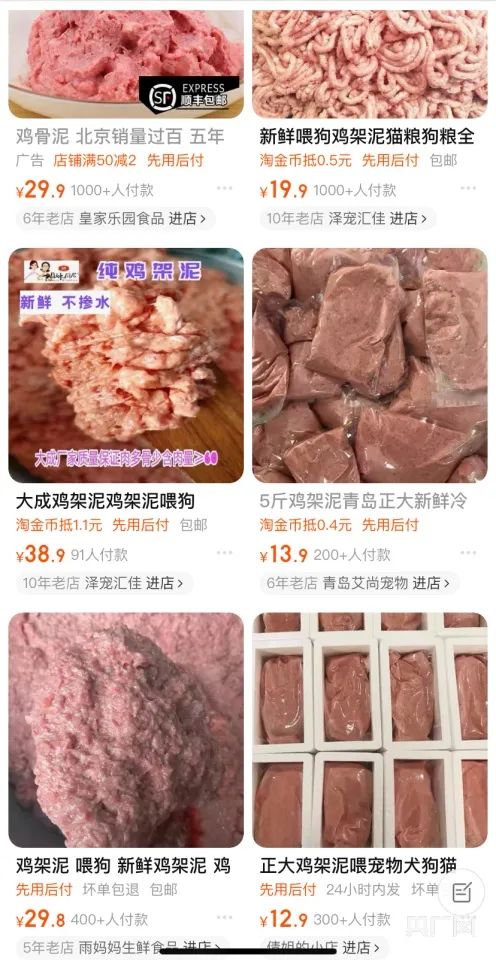 SF EXPRESS
顺丰包邮
鸡骨泥 北京销量过百 五年
广告 店铺满50减2 先用后付
¥29.9 1000+人付款
6年老店 皇家乐园食品 进店>
新鲜喂狗鸡架泥猫粮狗粮全
淘金币抵0.5元 先用后付 包邮
¥19.9 1000+人付款
10年老店 泽宠汇佳 进店>
纯鸡架泥
新鲜 不掺水
大成厂家质量保证肉多骨少含肉量>
大成鸡架泥鸡架泥喂狗
淘金币抵1.1元 先用后付 包邮
¥38.9 91人付款
10年老店 泽宠汇佳 进店>
5斤鸡架泥青岛正大新鲜冷
淘金币抵0.4元 先用后付 包邮
¥13.9 200+人付款
6年老店 青岛艾尚宠物 进店>
鸡架泥 喂狗 新鲜鸡架泥 鸡
先用后付 坏单包退 包邮
¥29.8 400+人付款
5年老店 雨妈妈生鲜食品 进店>
正大鸡架泥喂宠物犬狗猫
先用后付 24小时内发 坏单
¥12.9 300+人付款
倩姐的小店 进店>